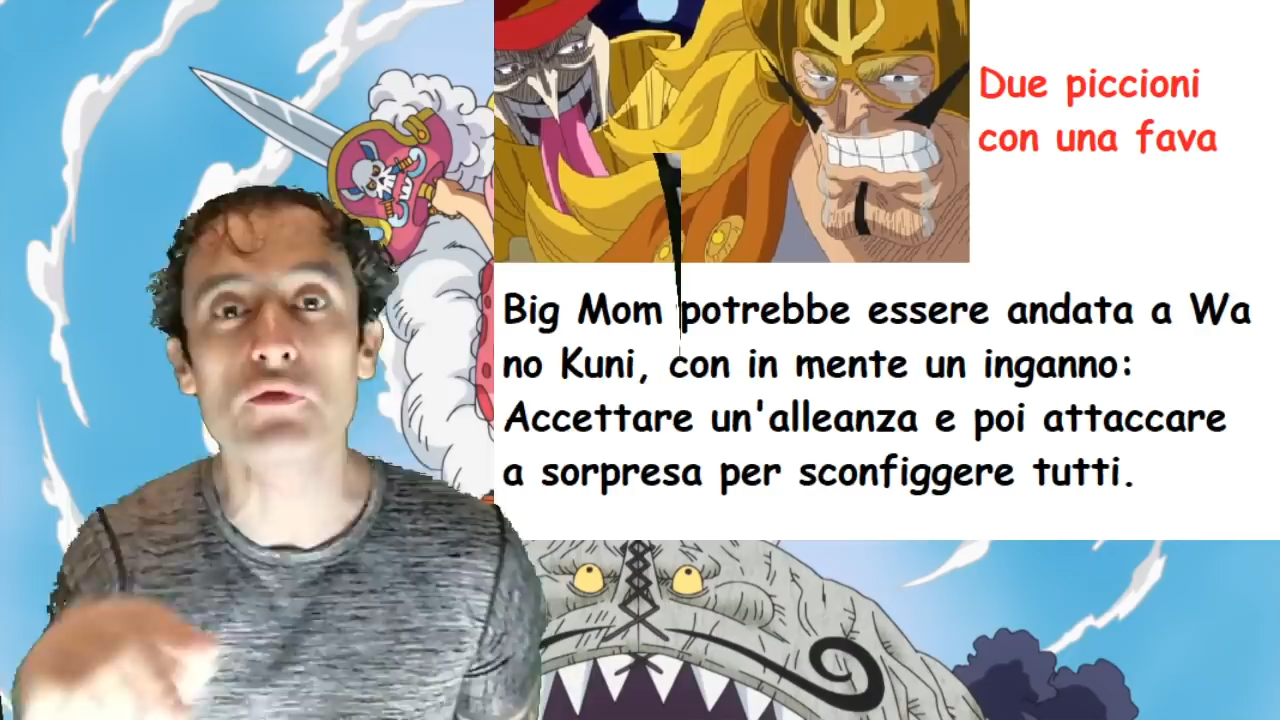 Due piccioni
con una fava
Big Mom potrebbe essere andata a Wa
no Kuni, con in mente un inganno:
Accettare un'alleanza e poi attaccare
a sorpresa per sconfiggere tutti.